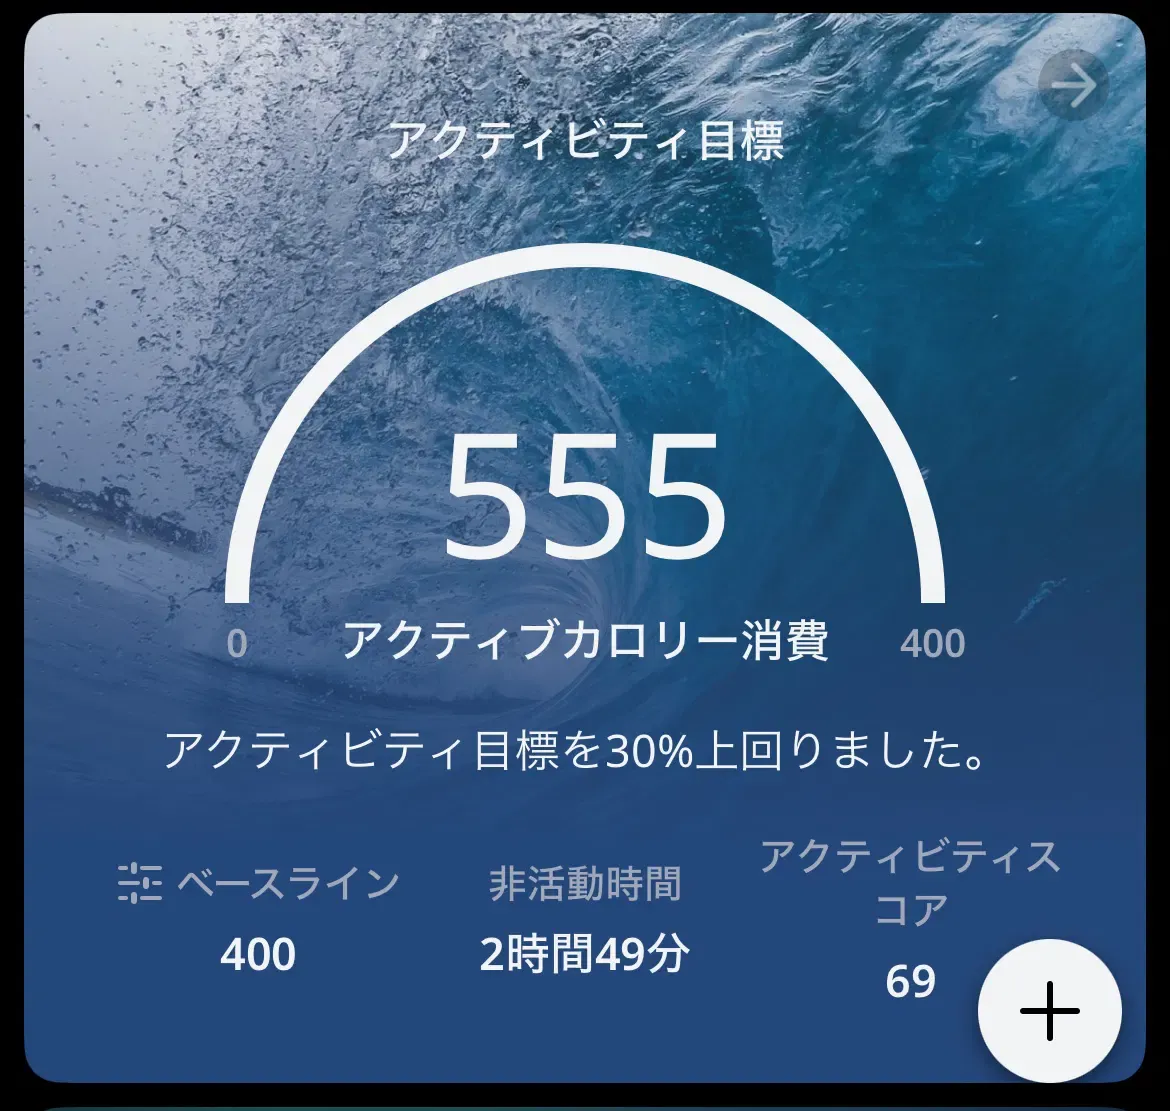 アクティビティ目標
555
0
アクティブカロリー消費
400
アクティビティ目標を30%上回りました。
ベースライン
400
非活動時間
2時間49分
アクティビティス
コア
69